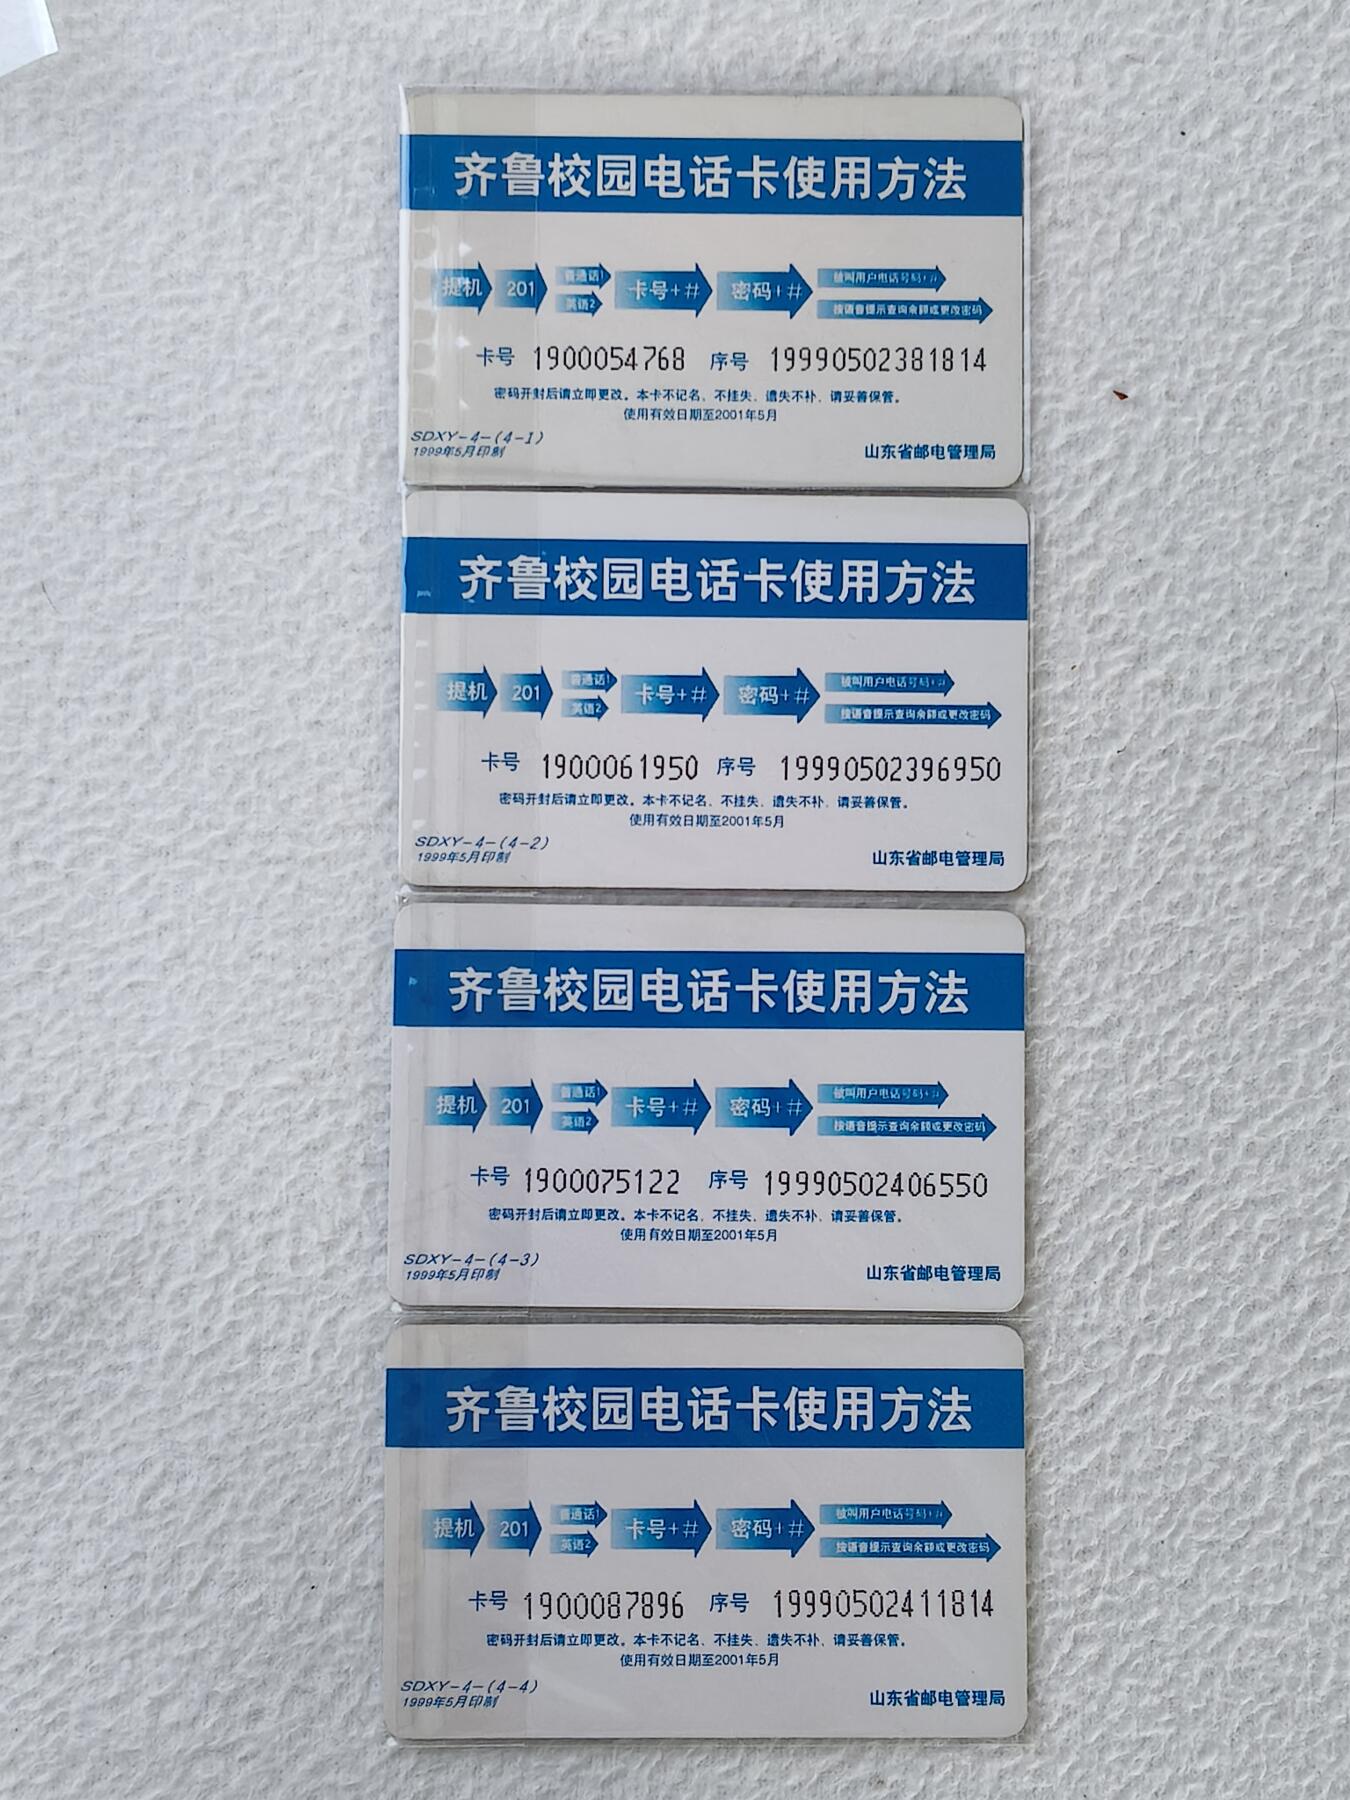 齐鲁校园电话卡使用方法
提机 201 普通话1 卡号+# 密码+# 被叫用户电话号码+#
英语2 按语音提示查询余额或更改密码
卡号 1900054768 序号 19990502381814
密码开封后请立即更改。本卡不记名、不挂失、遗失不补、请妥善保管。
使用有效日期至2001年5月
SDXY-4-(4-1)
1999年5月印制 山东省邮电管理局
齐鲁校园电话卡使用方法
提机 201 普通话1 卡号+# 密码+# 被叫用户电话号码+#
英语2 按语音提示查询余额或更改密码
卡号 1900061950 序号 19990502396950
密码开封后请立即更改。本卡不记名、不挂失、遗失不补、请妥善保管。
使用有效日期至2001年5月
SDXY-4-(4-2)
1999年5月印制 山东省邮电管理局
齐鲁校园电话卡使用方法
提机 201 普通话1 卡号+# 密码+# 被叫用户电话号码+#
英语2 按语音提示查询余额或更改密码
卡号 1900075122 序号 19990502406550
密码开封后请立即更改。本卡不记名、不挂失、遗失不补、请妥善保管。
使用有效日期至2001年5月
SDXY-4-(4-3)
1999年5月印制 山东省邮电管理局
齐鲁校园电话卡使用方法
提机 201 普通话1 卡号+# 密码+# 被叫用户电话号码+#
英语2 按语音提示查询余额或更改密码
卡号 1900087896 序号 19990502411814
密码开封后请立即更改。本卡不记名、不挂失、遗失不补、请妥善保管。
使用有效日期至2001年5月
SDXY-4-(4-4)
1999年5月印制 山东省邮电管理局